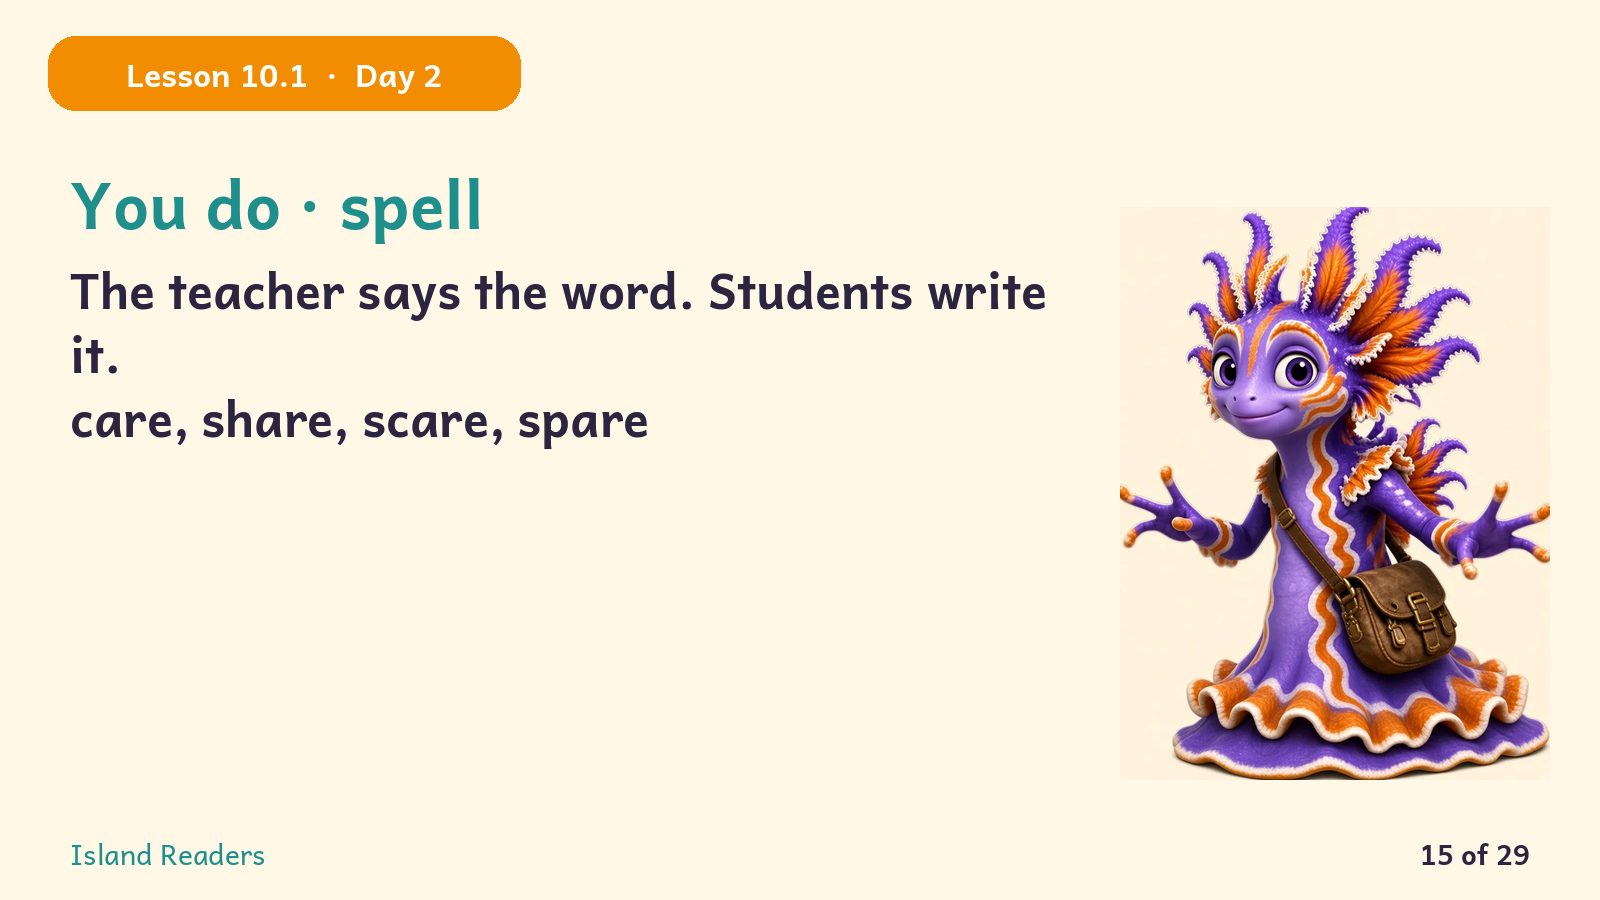 Lesson 10.1 · Day 2
You do · spell
The teacher says the word. Students write
it.
care, share, scare, spare
Island Readers
15 of 29